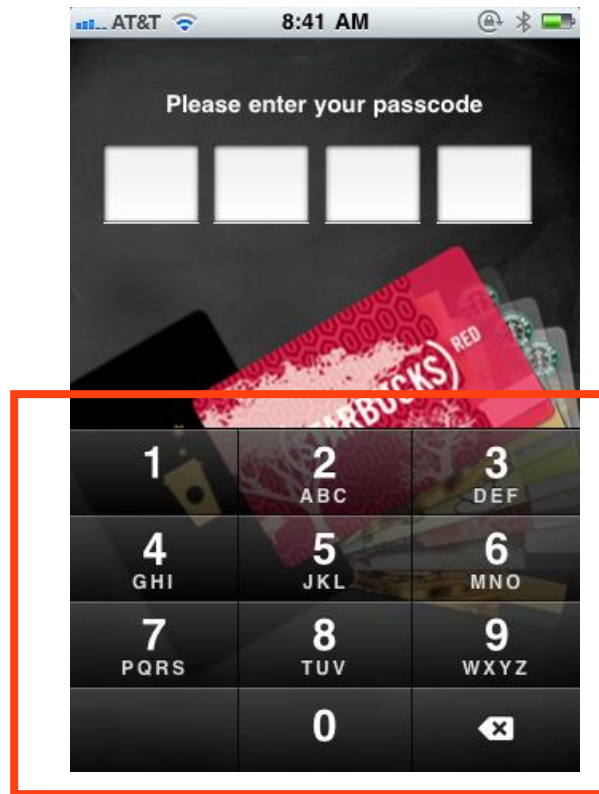 AT&T 8:41 AM
Please enter your passcode
STARBUCKS) RED
1 2 3
ABC DEF
4 5 6
GHI JKL MNO
7 8 9
PQRS TUV WXYZ
0